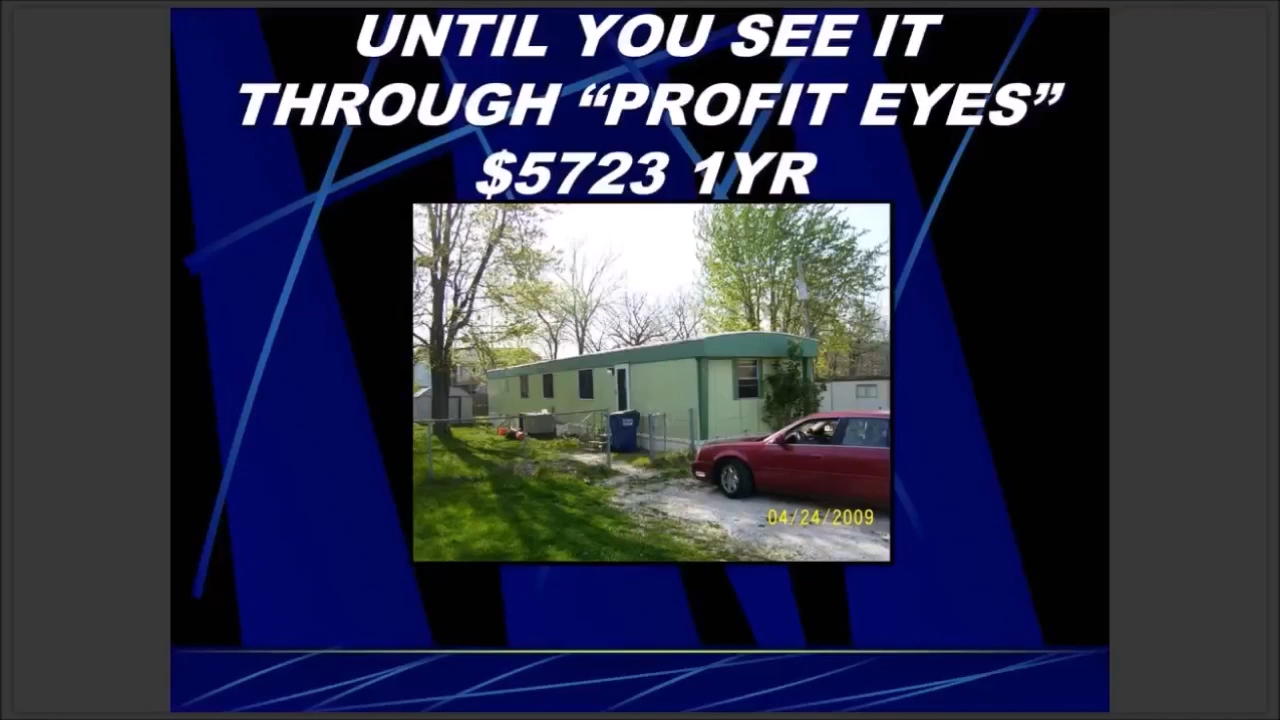 UNTIL YOU SEE IT
THROUGH “PROFIT EYES”
$5723 1YR
04/24/2009